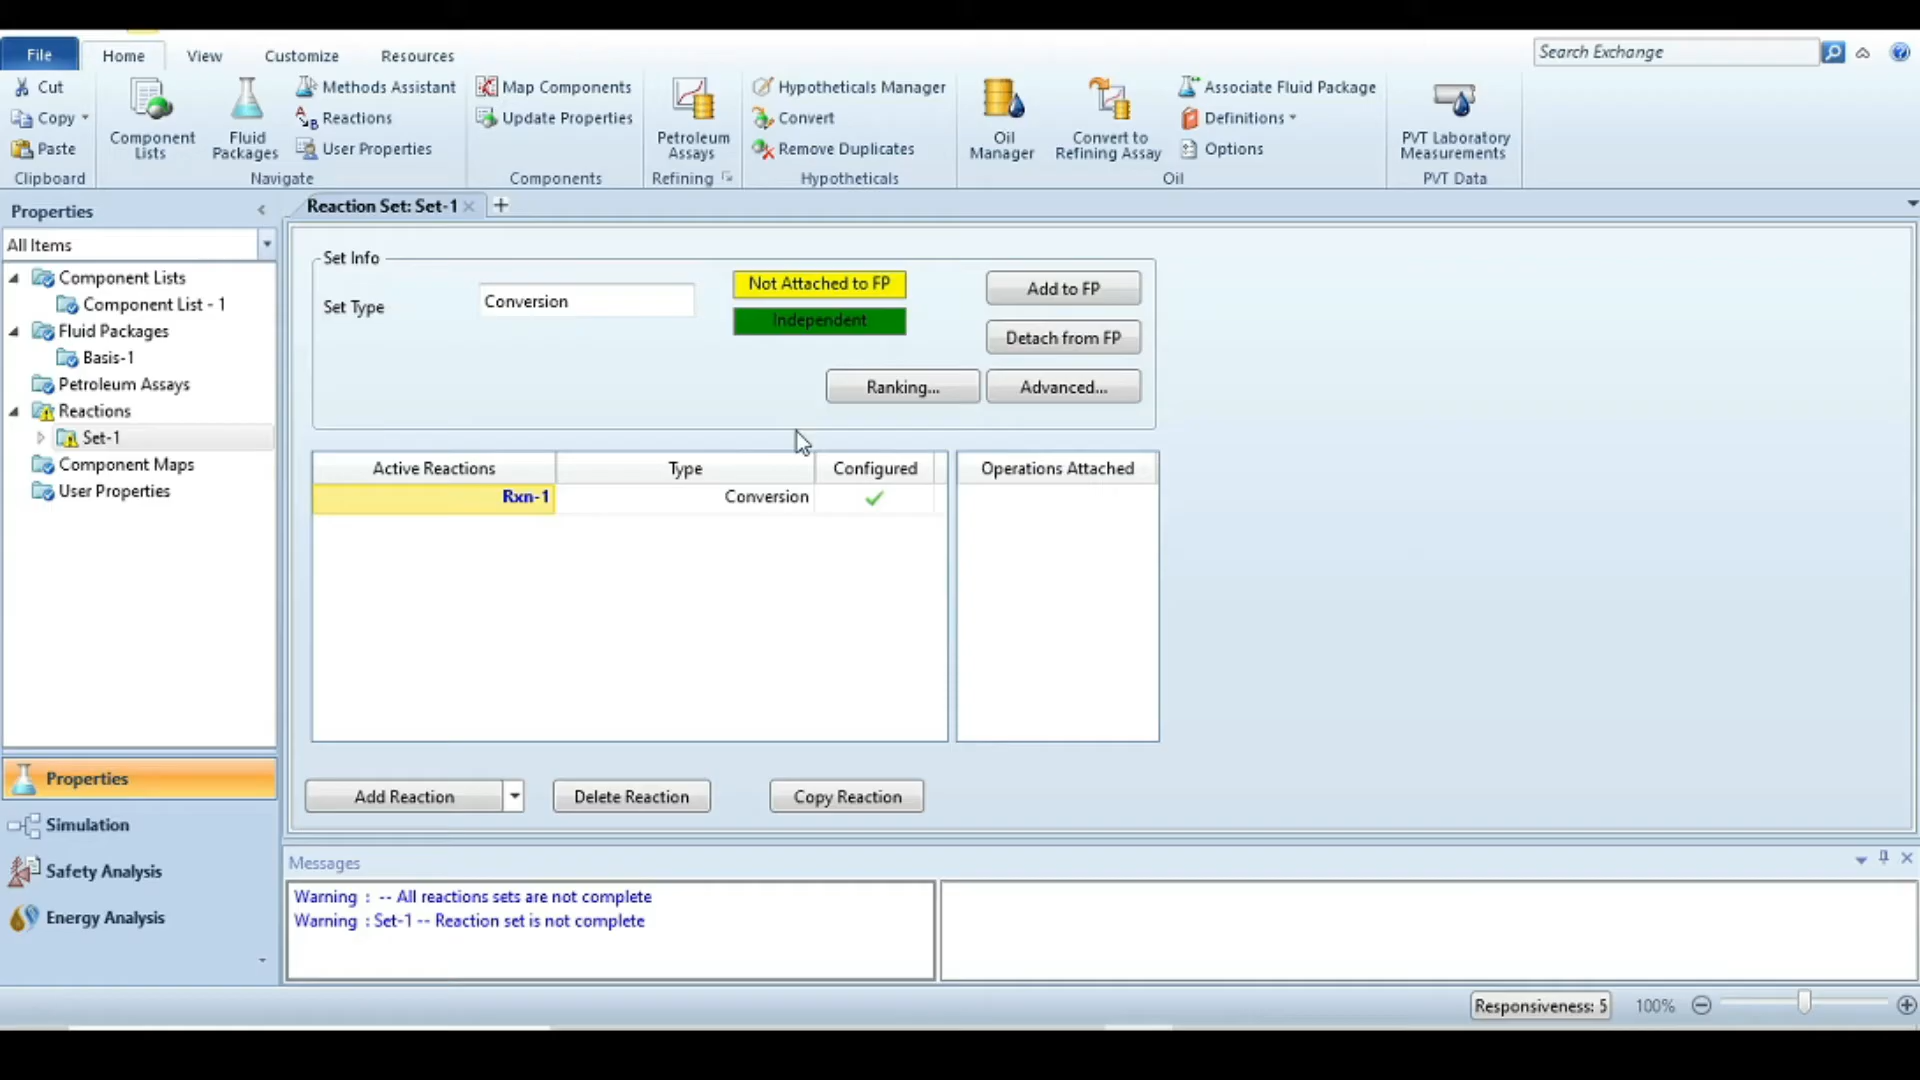 File
Home
View
Customize
Resources
Search Exchange
Cut
Copy
Paste
Clipboard
Component Lists
Fluid Packages
Methods Assistant
Reactions
User Properties
Navigate
Map Components
Update Properties
Components
Petroleum Assays
Refining
Hypotheticals Manager
Convert
Remove Duplicates
Hypotheticals
Oil Manager
Convert to Refining Assay
Associate Fluid Package
Definitions
Options
Oil
PVT Laboratory Measurements
PVT Data
Properties
All Items
Component Lists
Component List - 1
Fluid Packages
Basis-1
Petroleum Assays
Reactions
Set-1
Component Maps
User Properties
Properties
Simulation
Safety Analysis
Energy Analysis
Reaction Set: Set-1
Set Info
Set Type
Conversion
Not Attached to FP
Independent
Add to FP
Detach from FP
Ranking...
Advanced...
Active Reactions
Type
Configured
Operations Attached
Rxn-1
Conversion
Add Reaction
Delete Reaction
Copy Reaction
Messages
Warning : -- All reactions sets are not complete
Warning : Set-1 -- Reaction set is not complete
Responsiveness: 5
100%